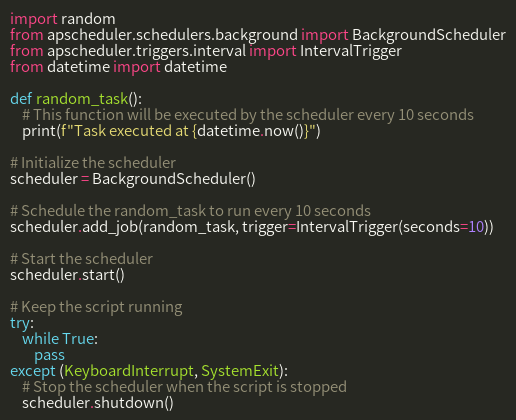 import random
from apscheduler.schedulers.background import BackgroundScheduler
from apscheduler.triggers.interval import IntervalTrigger
from datetime import datetime

def random_task():
    # This function will be executed by the scheduler every 10 seconds
    print(f"Task executed at {datetime.now()}")

# Initialize the scheduler
scheduler = BackgroundScheduler()

# Schedule the random_task to run every 10 seconds
scheduler.add_job(random_task, trigger=IntervalTrigger(seconds=10))

# Start the scheduler
scheduler.start()

# Keep the script running
try:
    while True:
        pass
except (KeyboardInterrupt, SystemExit):
    # Stop the scheduler when the script is stopped
    scheduler.shutdown()